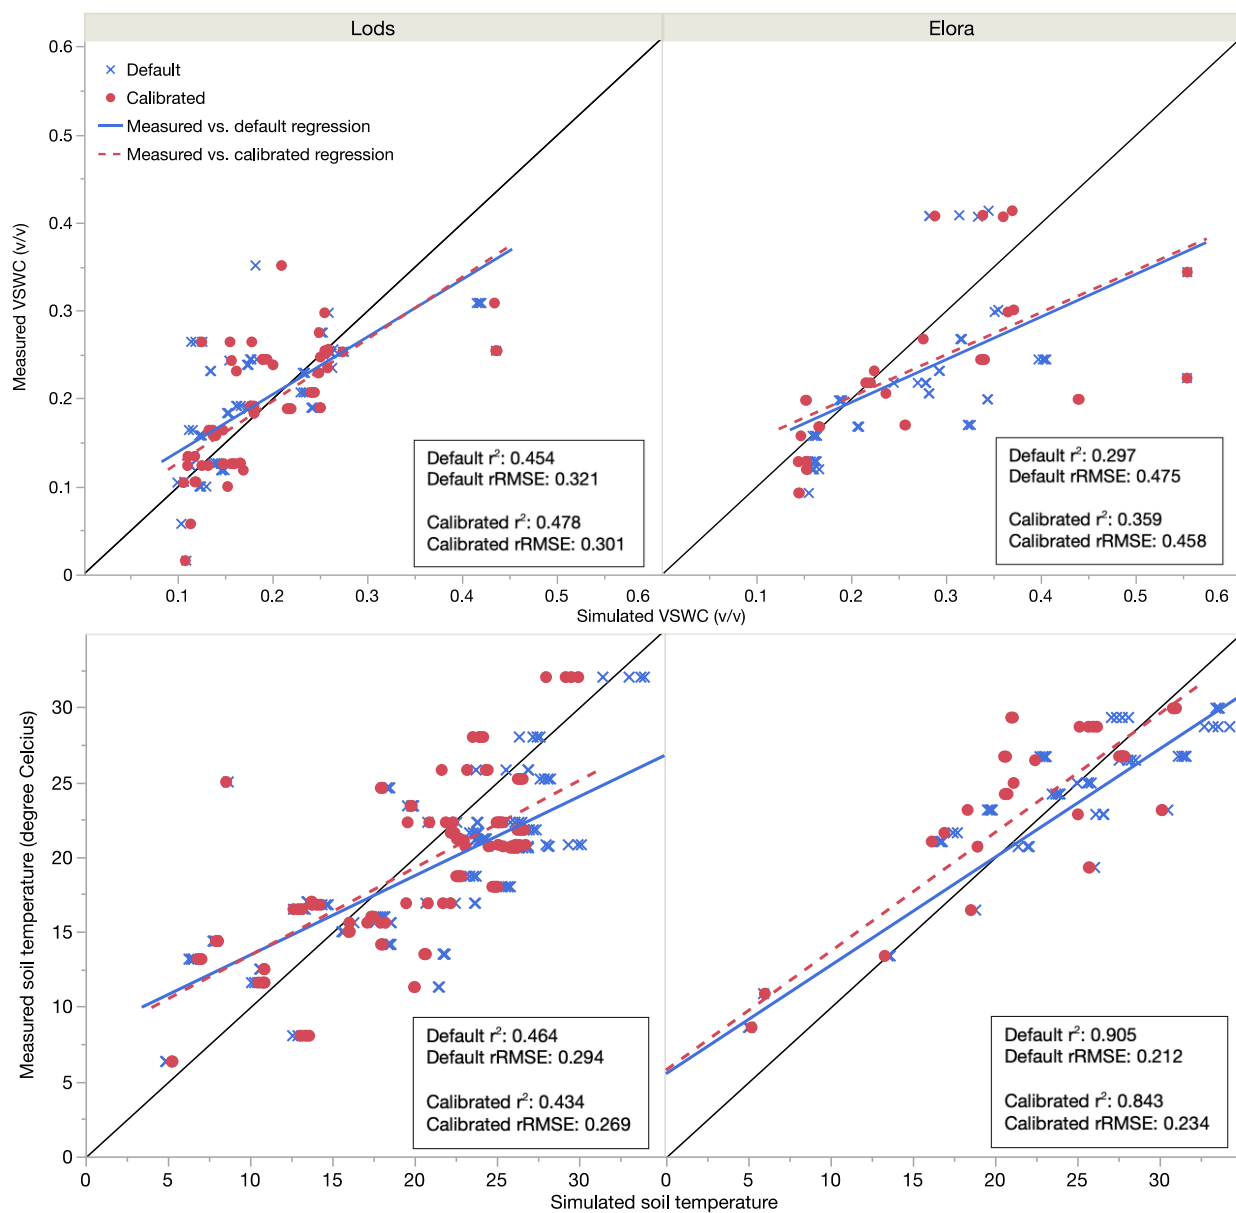 Lods
Elora
Default
Calibrated
Measured vs. default regression
Measured vs. calibrated regression
Measured VSWC (v/v)
0.6
0.5
0.4
0.3
0.2
0.1
0
Default r²: 0.454
Default rRMSE: 0.321
Calibrated r²: 0.478
Calibrated rRMSE: 0.301
Default r²: 0.297
Default rRMSE: 0.475
Calibrated r²: 0.359
Calibrated rRMSE: 0.458
0.1 0.2 0.3 0.4 0.5 0.6
0.1 0.2 0.3 0.4 0.5 0.6
Simulated VSWC (v/v)
Measured soil temperature (degree Celcius)
30
25
20
15
10
5
0
Default r²: 0.464
Default rRMSE: 0.294
Calibrated r²: 0.434
Calibrated rRMSE: 0.269
Default r²: 0.905
Default rRMSE: 0.212
Calibrated r²: 0.843
Calibrated rRMSE: 0.234
0 5 10 15 20 25 30
0 5 10 15 20 25 30
Simulated soil temperature